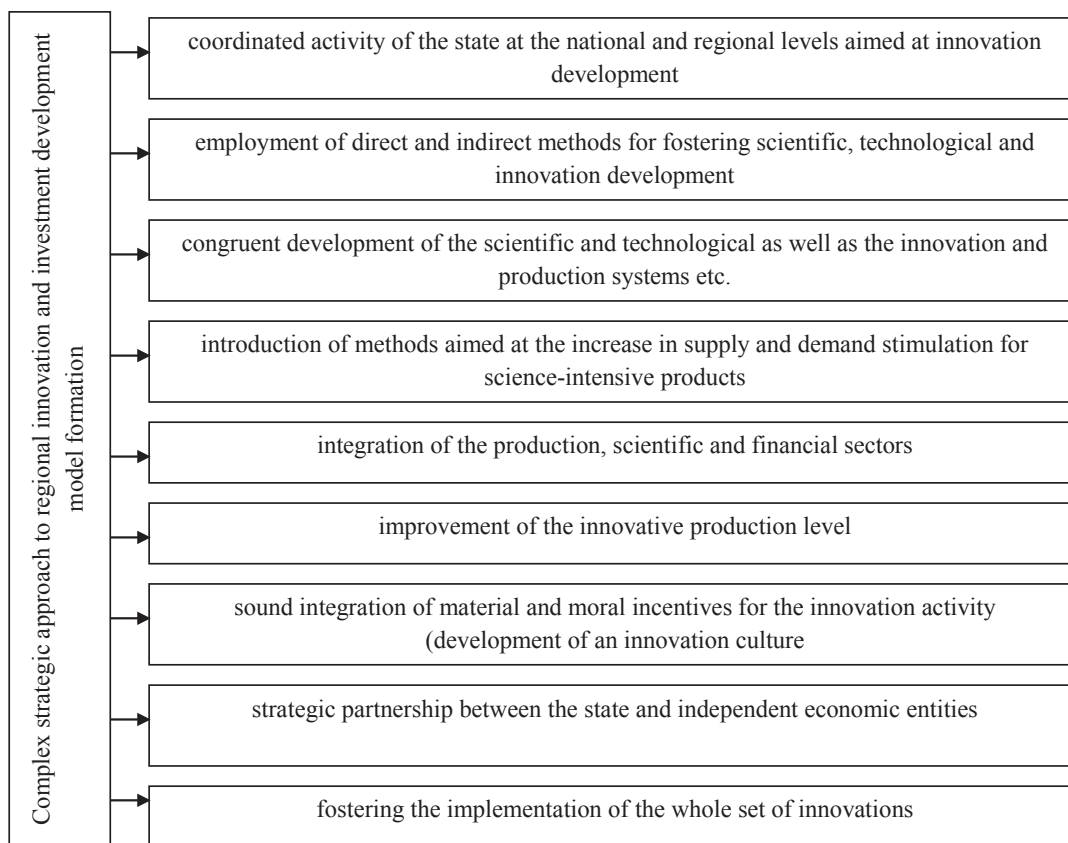 Complex strategic approach to regional innovation and investment development
model formation
coordinated activity of the state at the national and regional levels aimed at innovation
development
employment of direct and indirect methods for fostering scientific, technological and
innovation development
congruent development of the scientific and technological as well as the innovation and
production systems etc.
introduction of methods aimed at the increase in supply and demand stimulation for
science-intensive products
integration of the production, scientific and financial sectors
improvement of the innovative production level
sound integration of material and moral incentives for the innovation activity
(development of an innovation culture
strategic partnership between the state and independent economic entities
fostering the implementation of the whole set of innovations